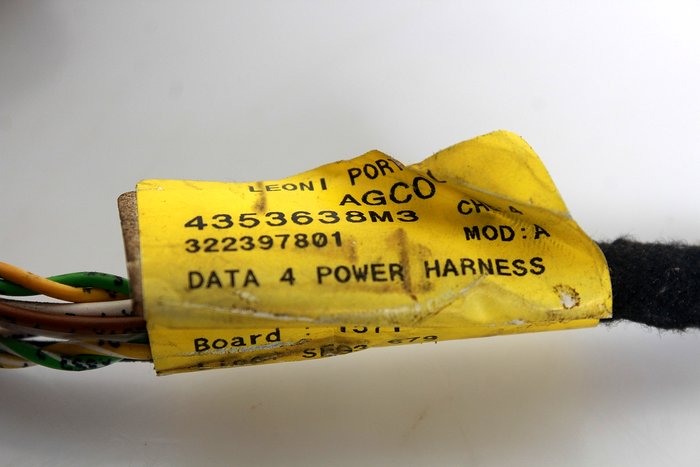 LEONI PORT
AGCO
4353638M3
322397801 MOD:A
DATA 4 POWER HARNESS
Board :